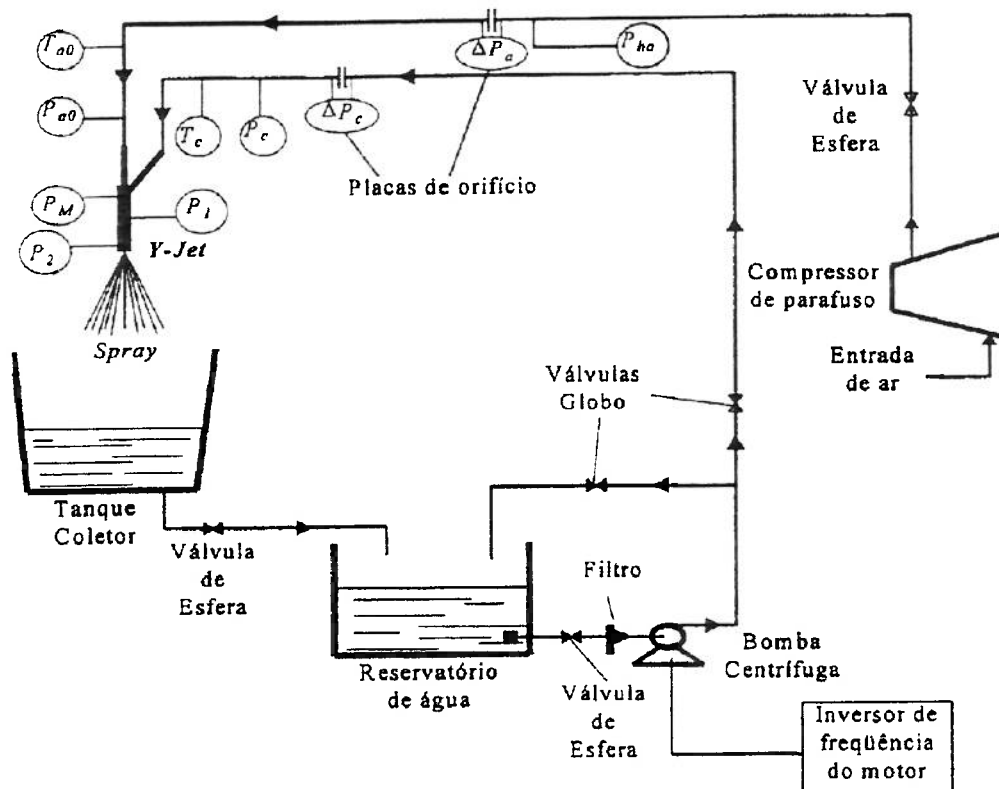 T_a0
ΔP_a
P_ha
P_a0
T_c
P_c
ΔP_c
Válvula
de
Esfera
Placas de orifício
P_M
P_1
P_2
Y-Jet
Spray
Compressor
de parafuso
Entrada
de ar
Válvulas
Globo
Tanque
Coletor
Válvula
de
Esfera
Filtro
Reservatório
de água
Válvula
de
Esfera
Bomba
Centrífuga
Inversor de
freqüência
do motor